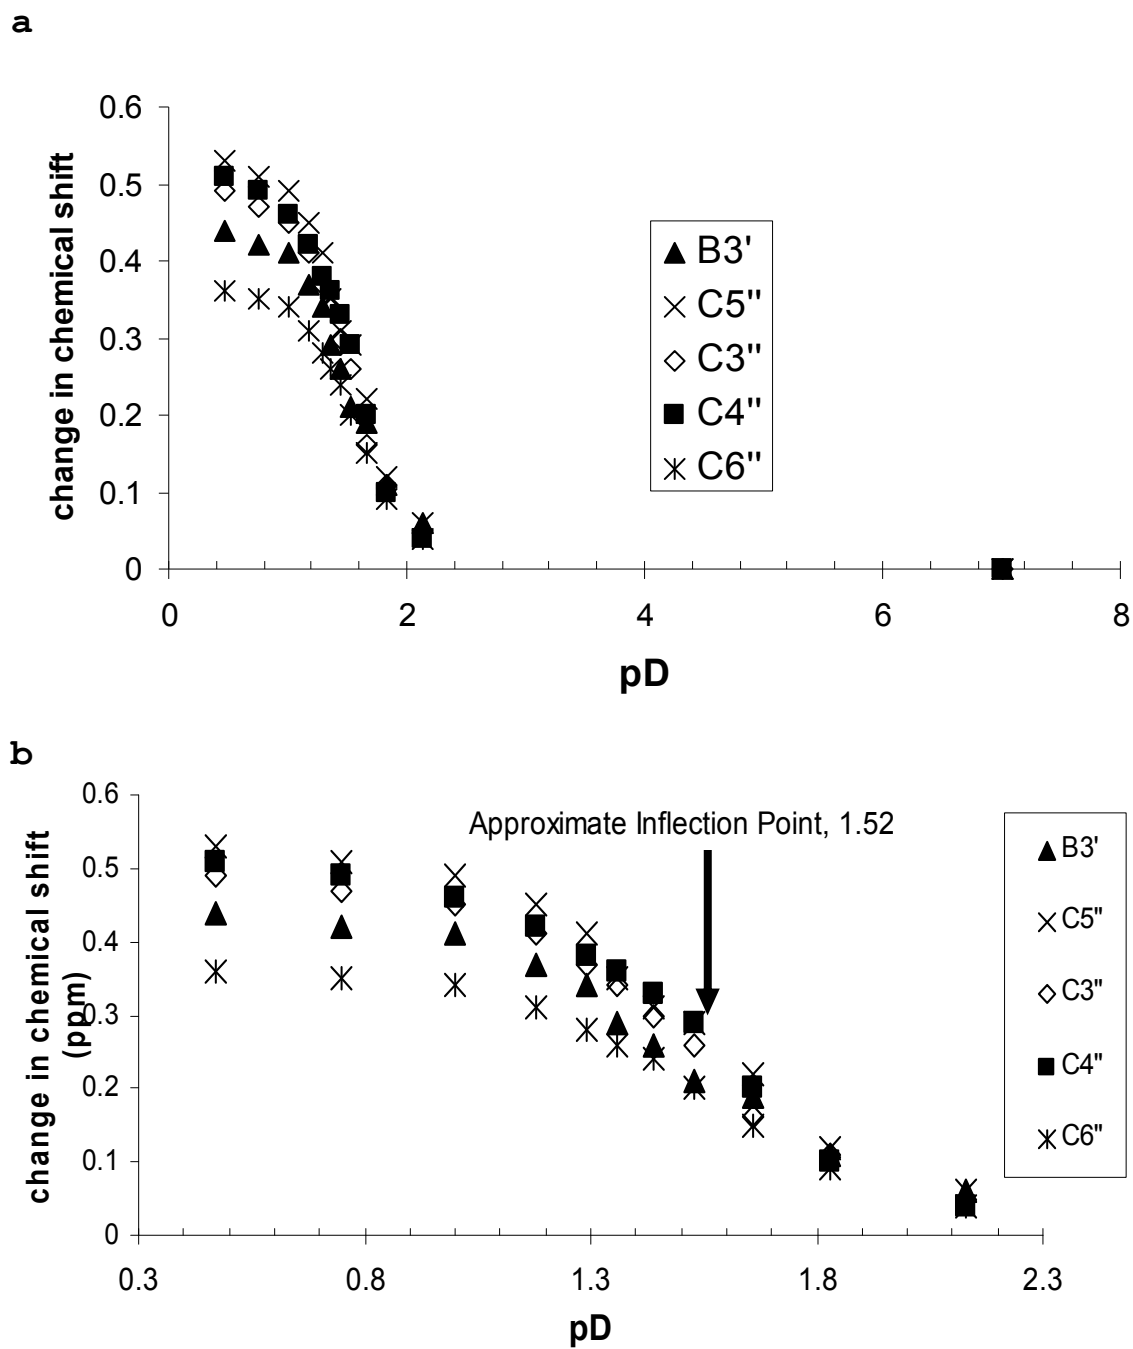 a
0.6
0.5
0.4
0.3
0.2
0.1
0
change in chemical shift
B3'
C5"
C3"
C4"
C6"
0 2 4 6 8
pD
b
0.6
0.5
0.4
0.3
0.2
0.1
0
change in chemical shift
(ppm)
Approximate Inflection Point, 1.52
B3'
C5"
C3"
C4"
C6"
0.3 0.8 1.3 1.8 2.3
pD